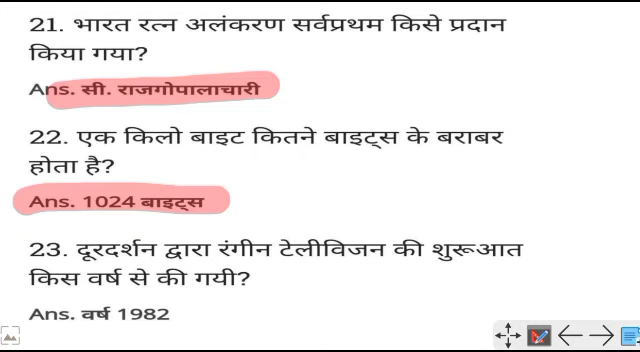 21. भारत रत्न अलंकरण सर्वप्रथम किसे प्रदान
किया गया?
Ans. सी. राजगोपालाचारी
22. एक किलो बाइट कितने बाइट्स के बराबर
होता है?
Ans. 1024 बाइट्स
23. दूरदर्शन द्वारा रंगीन टेलीविजन की शुरूआत
किस वर्ष से की गयी?
Ans. वर्ष 1982